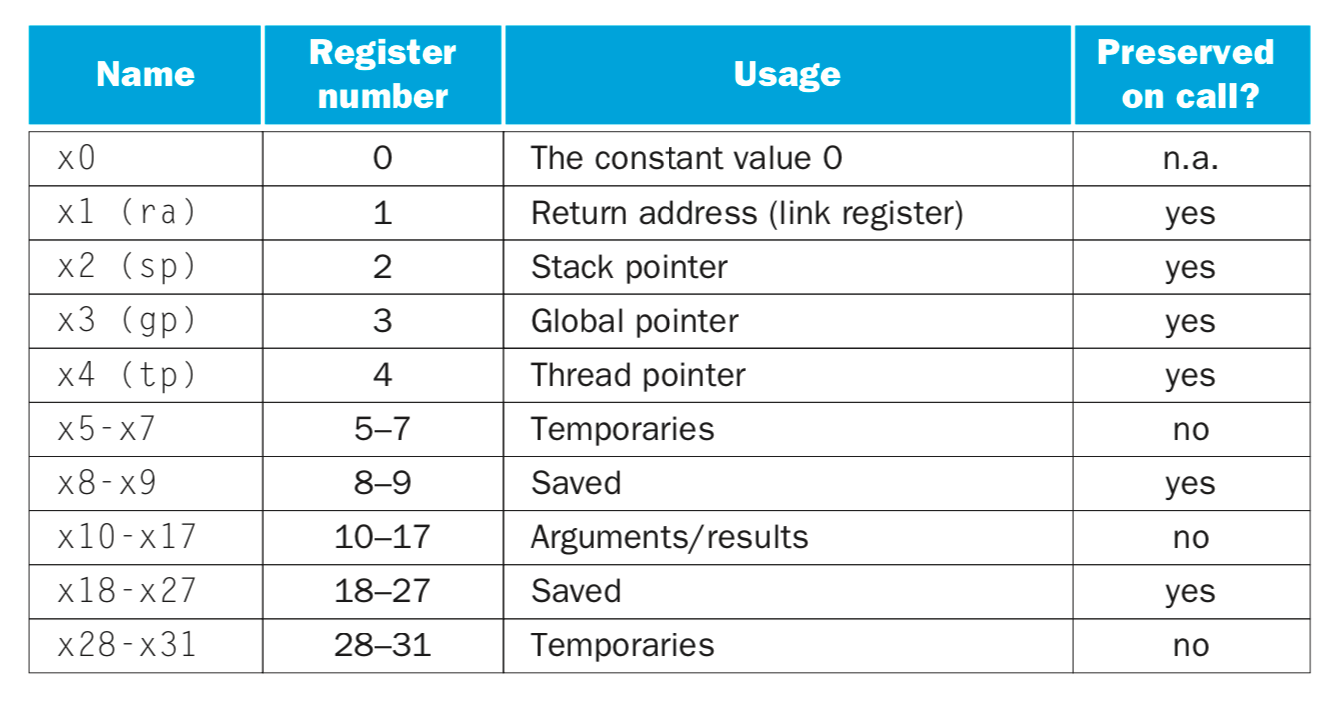 Name Register number Usage Preserved on call?
x0 0 The constant value 0 n.a.
x1 (ra) 1 Return address (link register) yes
x2 (sp) 2 Stack pointer yes
x3 (gp) 3 Global pointer yes
x4 (tp) 4 Thread pointer yes
x5-x7 5–7 Temporaries no
x8-x9 8–9 Saved yes
x10-x17 10–17 Arguments/results no
x18-x27 18–27 Saved yes
x28-x31 28–31 Temporaries no